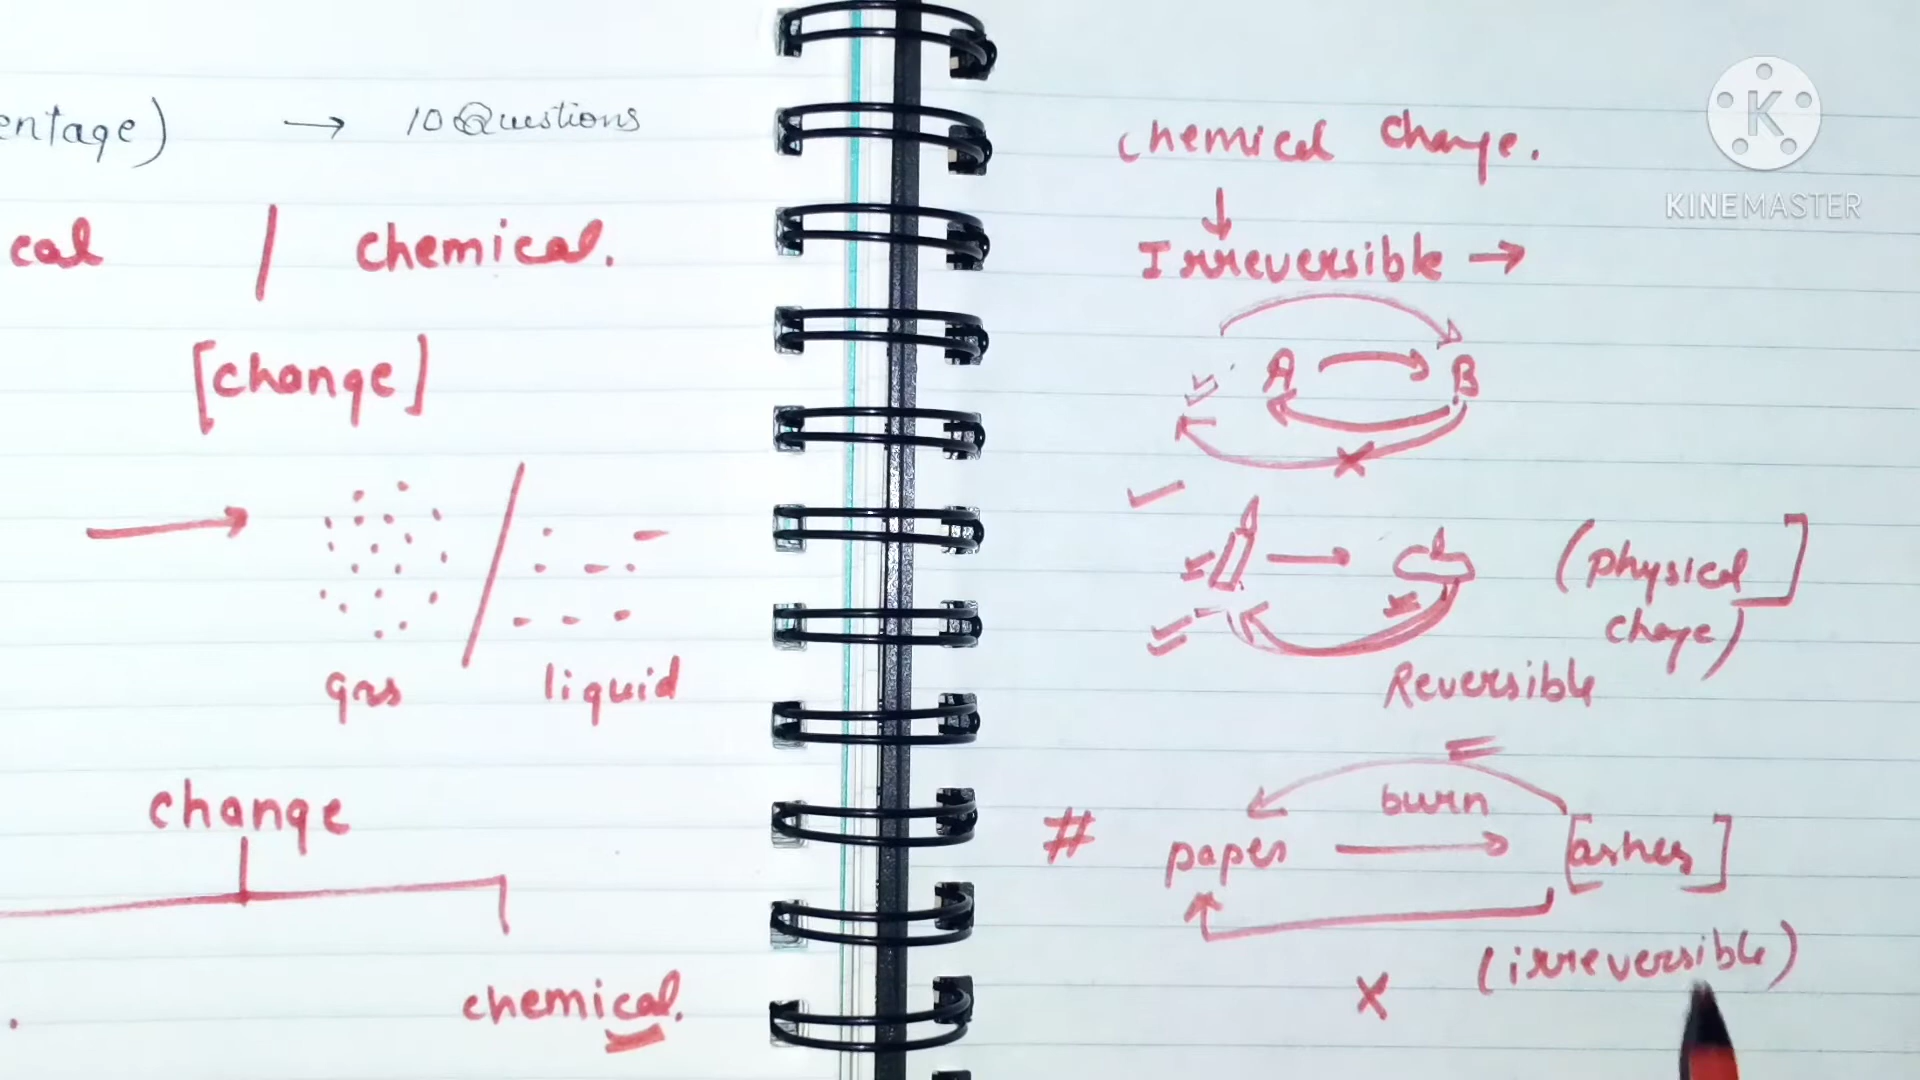 entage) → 10 Questions
cal / chemical.
[change]
gas liquid
change
chemical.
chemical change.
↓
Irreversible →
A B
(physical
change)
Reversible
# paper burn [ashes]
(irreversible)
K
KINEMASTER